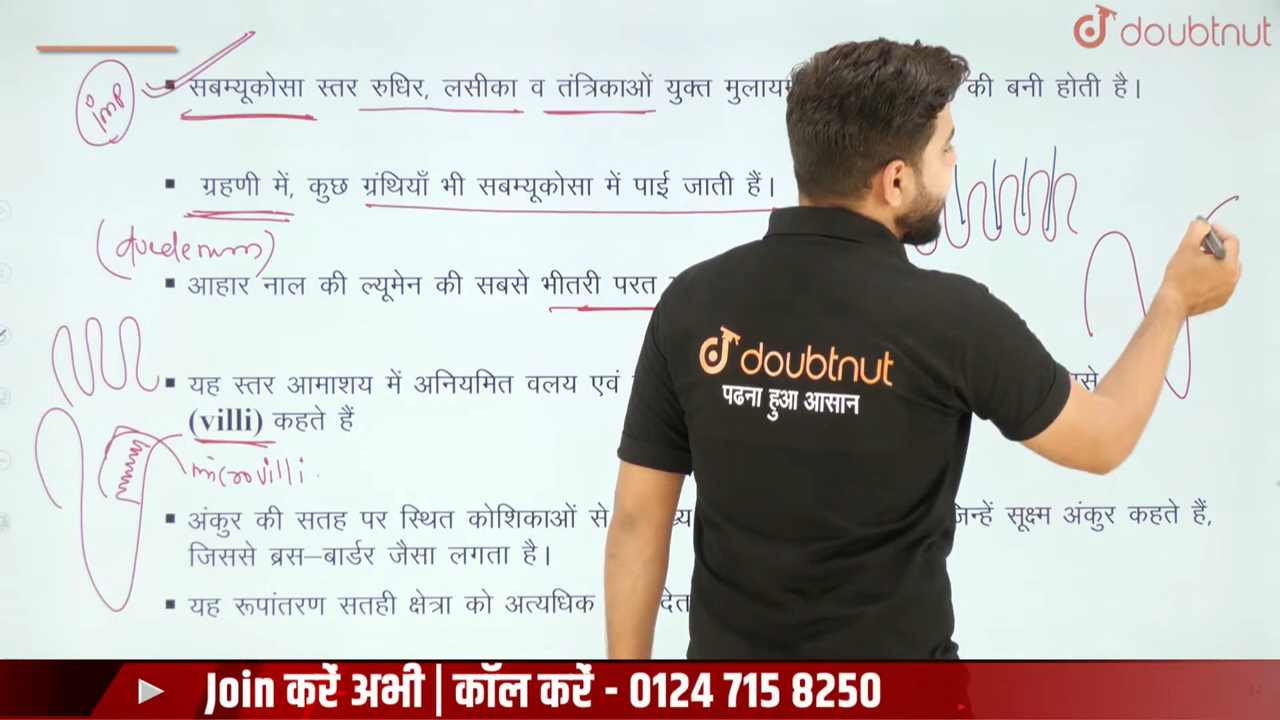 doubtnut
imp
▪ सबम्यूकोसा स्तर रुधिर, लसीका व तंत्रिकाओं युक्त मुलायम की बनी होती है।
▪ ग्रहणी में, कुछ ग्रंथियाँ भी सबम्यूकोसा में पाई जाती हैं।
▪ आहार नाल की ल्यूमेन की सबसे भीतरी परत
▪ यह स्तर आमाशय में अनियमित वलय एवं
(villi) कहते हैं
microvilli
▪ अंकुर की सतह पर स्थित कोशिकाओं से जिन्हें सूक्ष्म अंकुर कहते हैं,
जिससे ब्रस–बार्डर जैसा लगता है।
▪ यह रूपांतरण सतही क्षेत्रा को अत्यधिक
doubtnut
पढना हुआ आसान
Join करें अभी | कॉल करें - 0124 715 8250
12